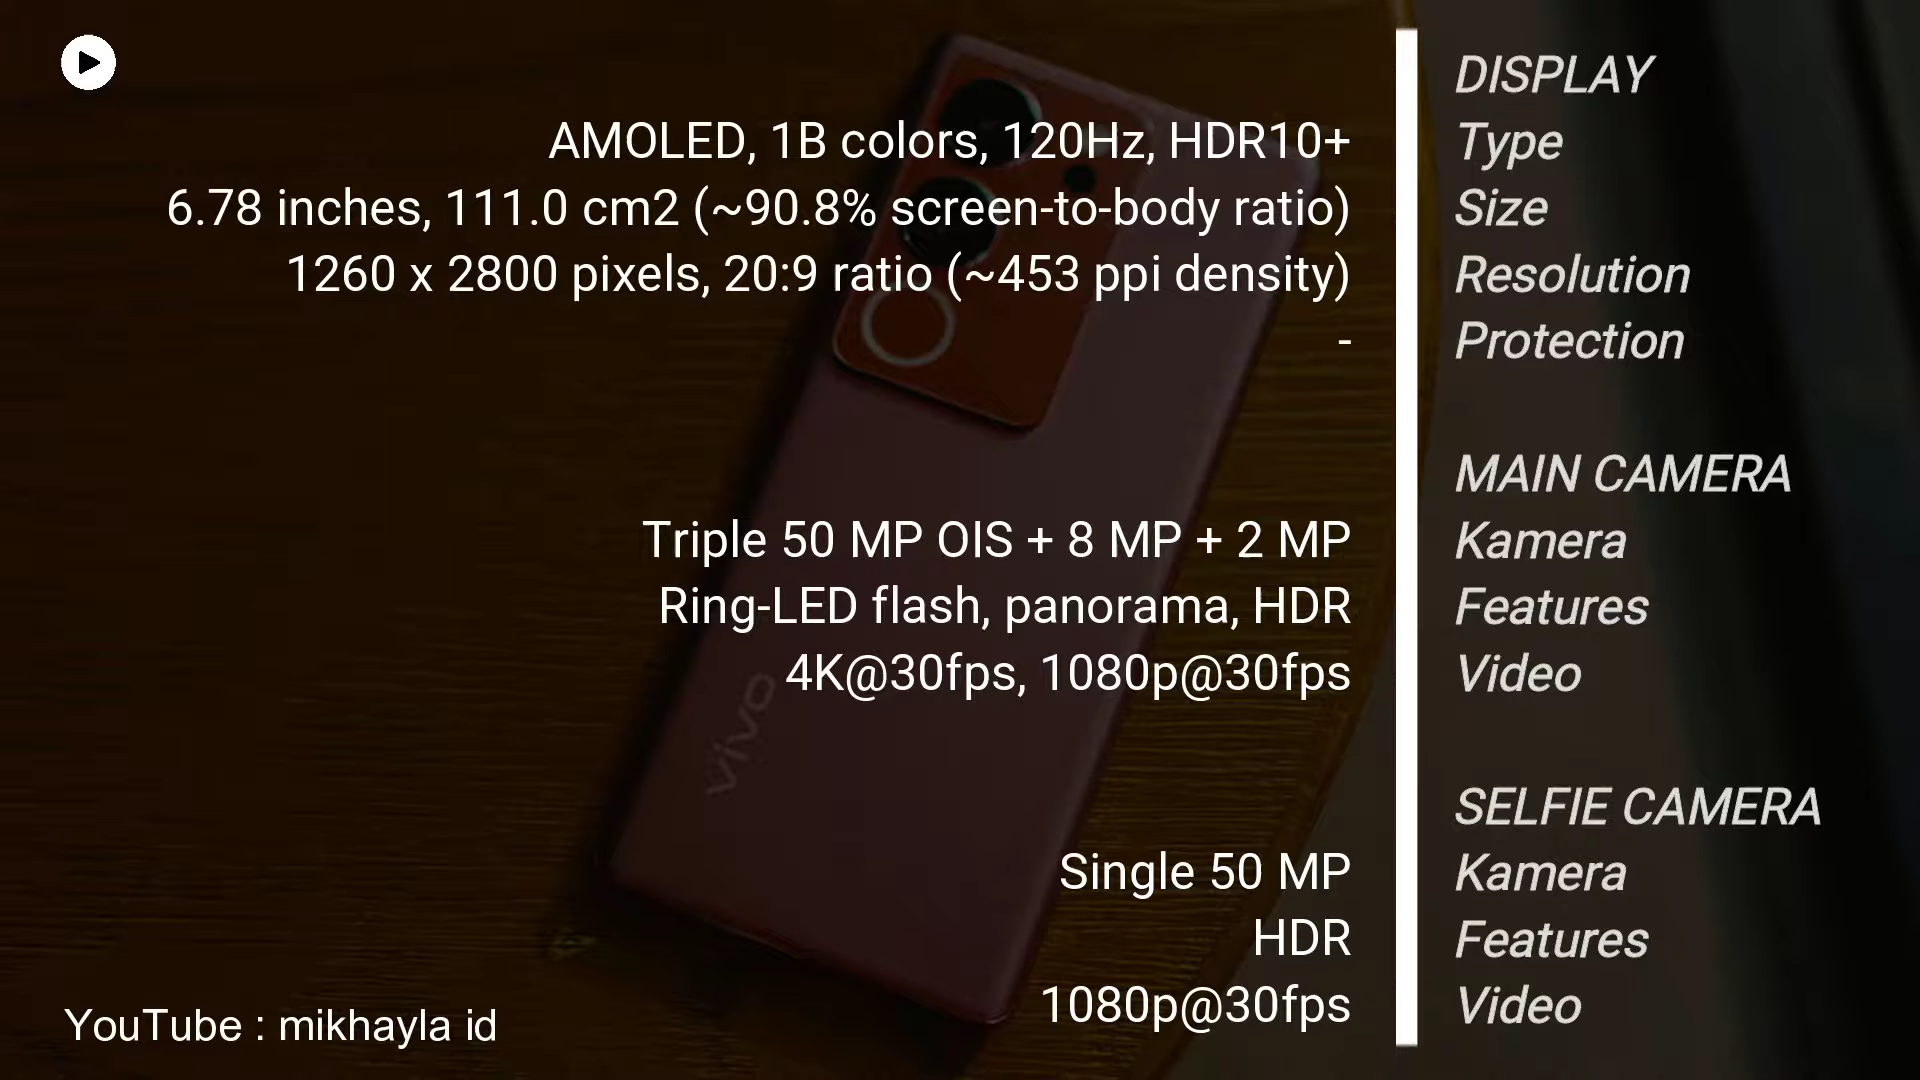 DISPLAY
AMOLED, 1B colors, 120Hz, HDR10+ Type
6.78 inches, 111.0 cm2 (~90.8% screen-to-body ratio) Size
1260 x 2800 pixels, 20:9 ratio (~453 ppi density) Resolution
- Protection
MAIN CAMERA
Triple 50 MP OIS + 8 MP + 2 MP Kamera
Ring-LED flash, panorama, HDR Features
4K@30fps, 1080p@30fps Video
vivo
SELFIE CAMERA
Single 50 MP Kamera
HDR Features
1080p@30fps Video
YouTube : mikhayla id